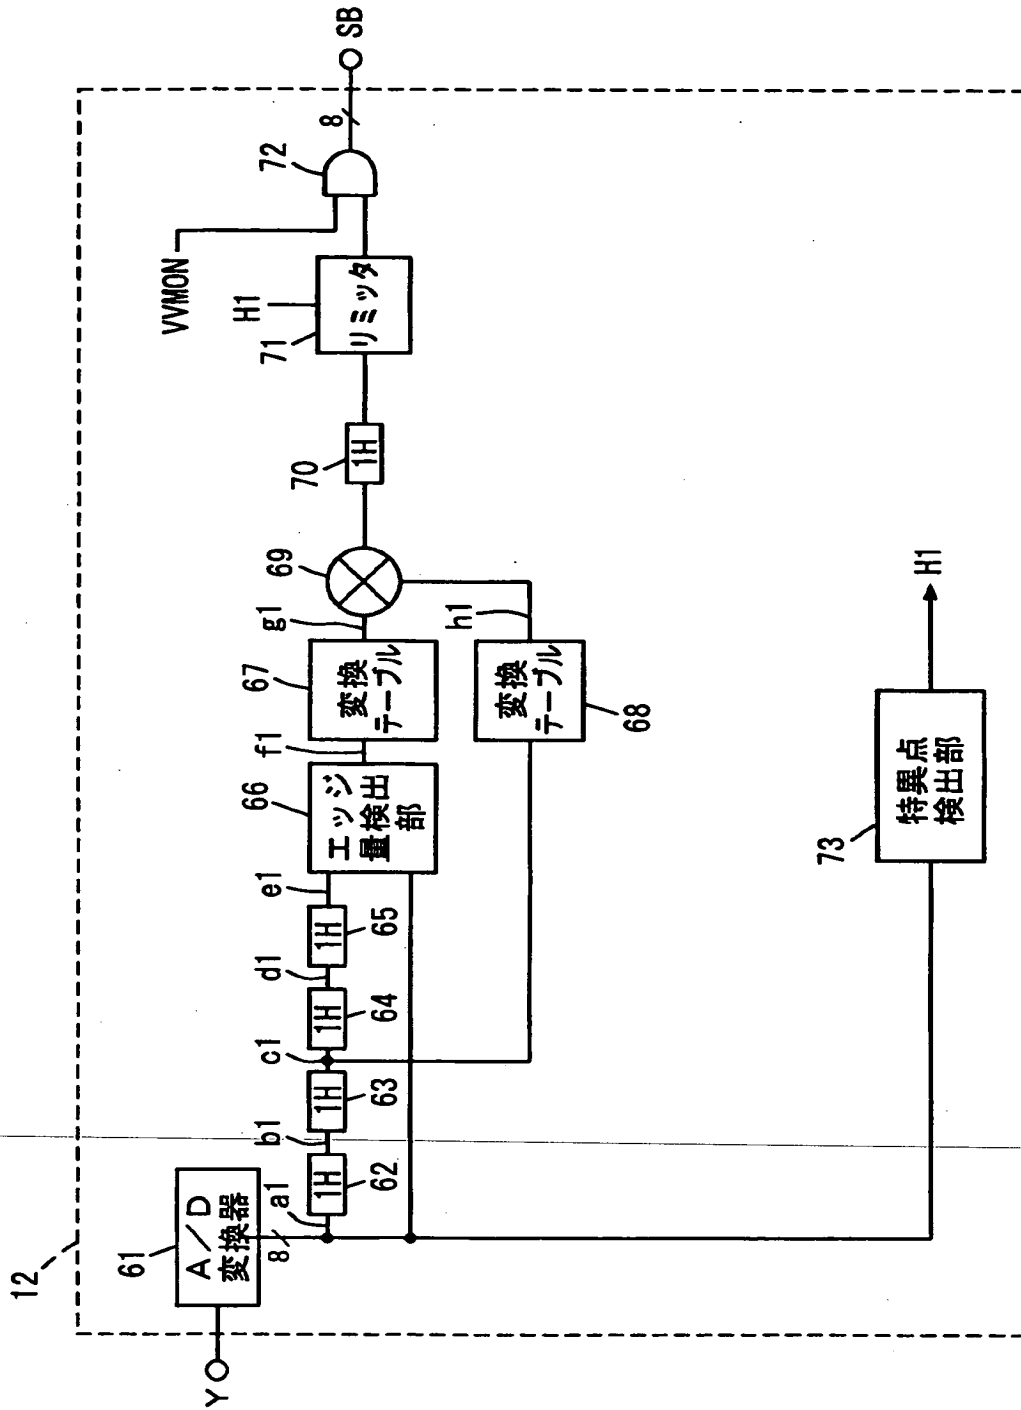 12
Y
61
A/D
変換器
8
a1
1H
62
b1
1H
63
c1
1H
64
d1
1H
65
e1
66
エッジ
量検出
部
f1
67
変換
テーブル
g1
変換
テーブル
68
h1
69
70
1H
71
リミッタ
H1
VVMON
72
8
SB
73
特異点
検出部
H1